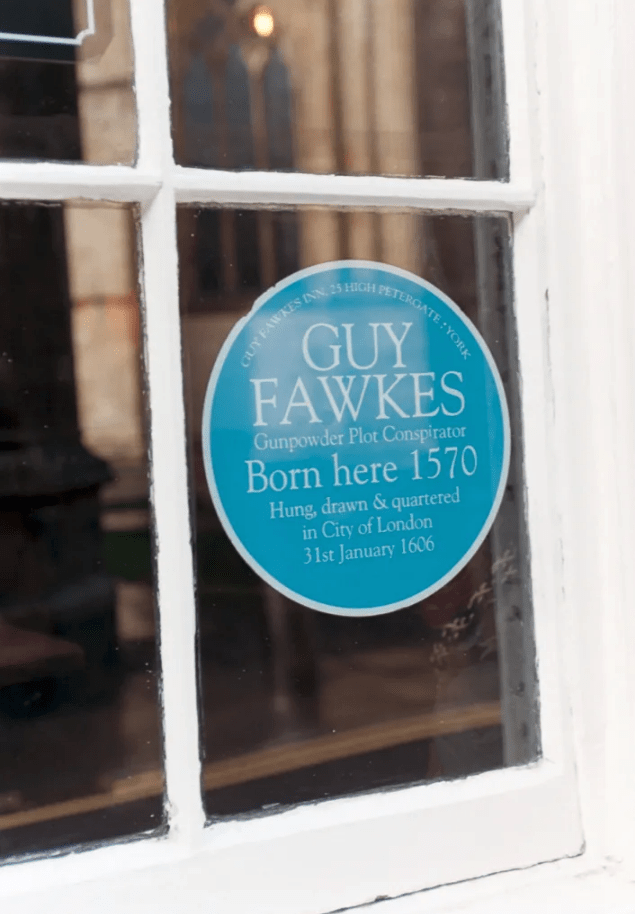 GUY FAWKES INN, 25 HIGH PETERGATE, YORK
GUY
FAWKES
Gunpowder Plot Conspirator
Born here 1570
Hung, drawn & quartered
in City of London
31st January 1606